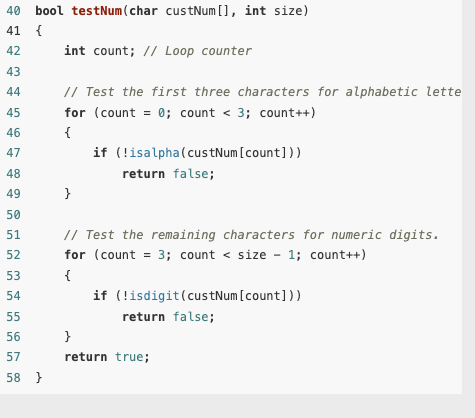 40 bool testNum(char custNum[], int size)
41 {
42     int count; // Loop counter
43
44     // Test the first three characters for alphabetic lette
45     for (count = 0; count < 3; count++)
46     {
47         if (!isalpha(custNum[count]))
48             return false;
49     }
50
51     // Test the remaining characters for numeric digits.
52     for (count = 3; count < size − 1; count++)
53     {
54         if (!isdigit(custNum[count]))
55             return false;
56     }
57     return true;
58 }